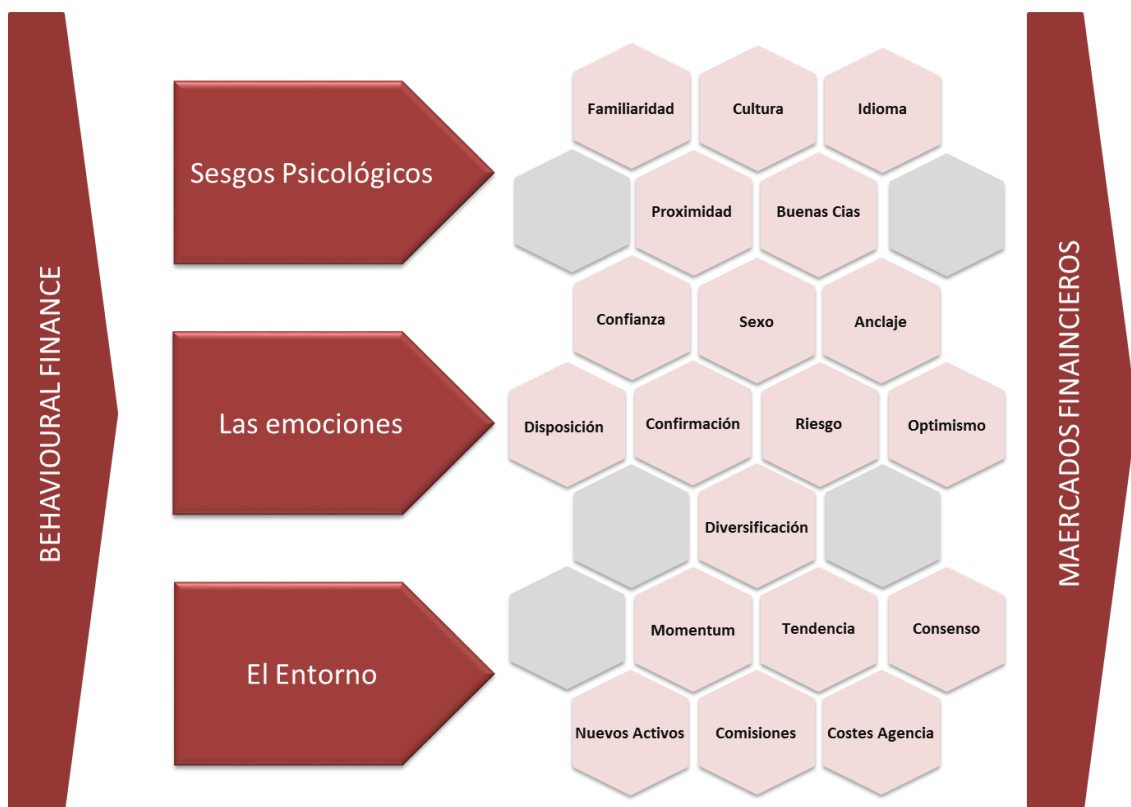 BEHAVIOURAL FINANCE
Sesgos Psicológicos
Las emociones
El Entorno
Familiaridad
Cultura
Idioma
Proximidad
Buenas Cias
Confianza
Sexo
Anclaje
Disposición
Confirmación
Riesgo
Optimismo
Diversificación
Momentum
Tendencia
Consenso
Nuevos Activos
Comisiones
Costes Agencia
MAERCADOS FINAINCIEROS